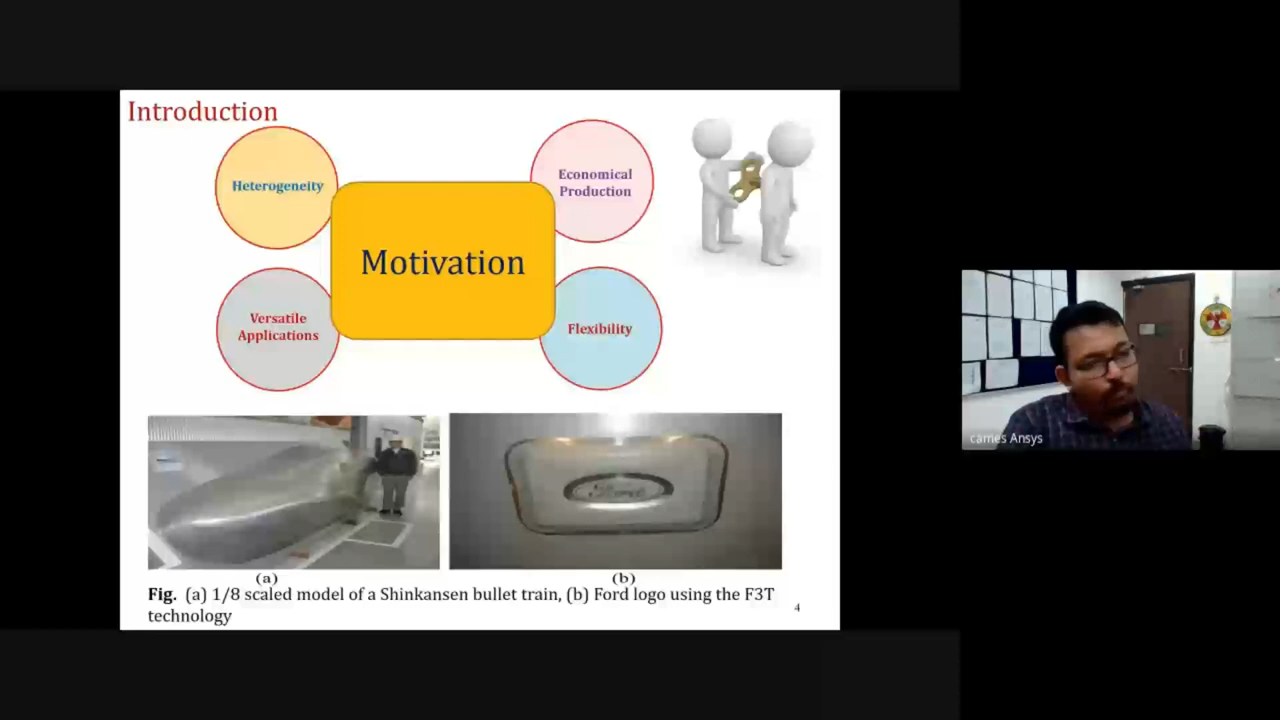 Introduction
Heterogeneity
Economical
Production
Motivation
Versatile
Applications
Flexibility
Ford
(a)
(b)
Fig. (a) 1/8 scaled model of a Shinkansen bullet train, (b) Ford logo using the F3T
technology
4
cames Ansys